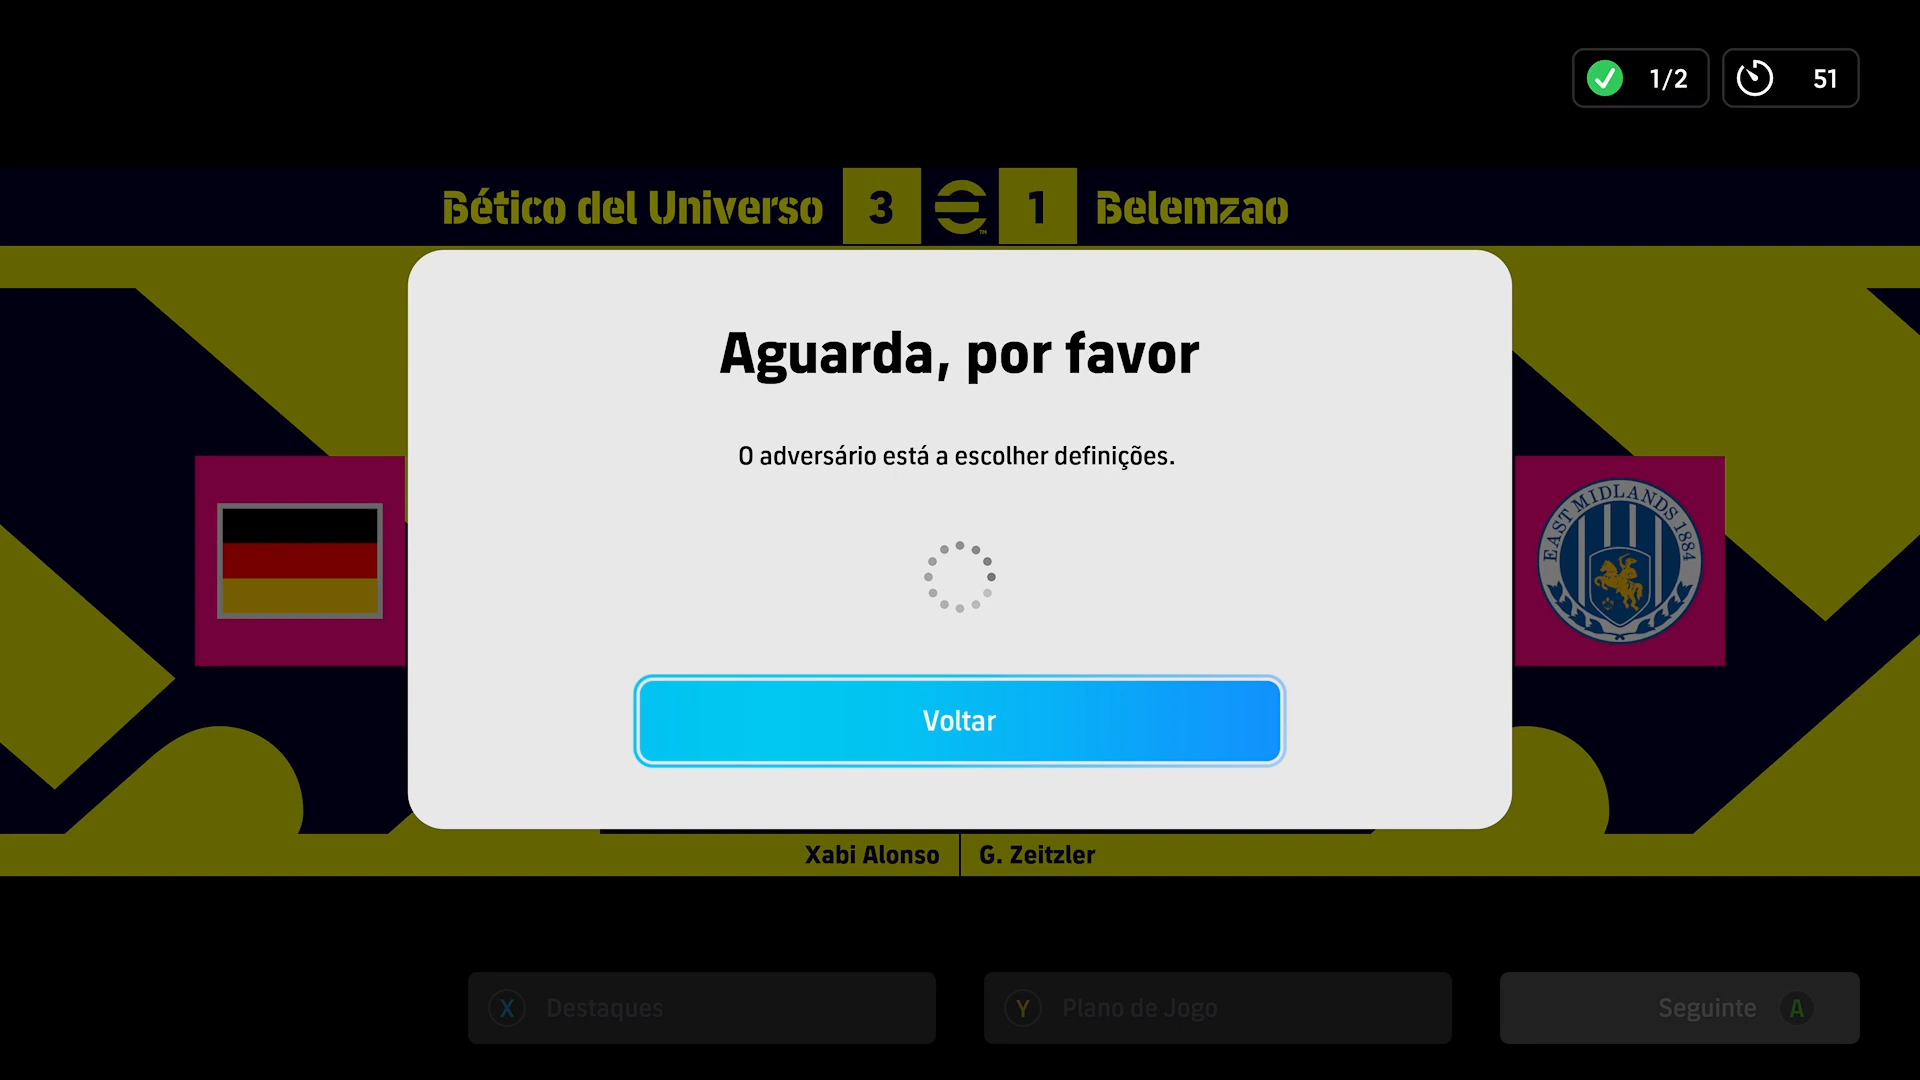 1/2
51
Bético del Universo 3 1 Belemzao
TM
Aguarda, por favor
O adversário está a escolher definições.
EAST MIDLANDS 1884
Voltar
Xabi Alonso G. Zeitzler
X Destaques Y Plano de Jogo Seguinte A